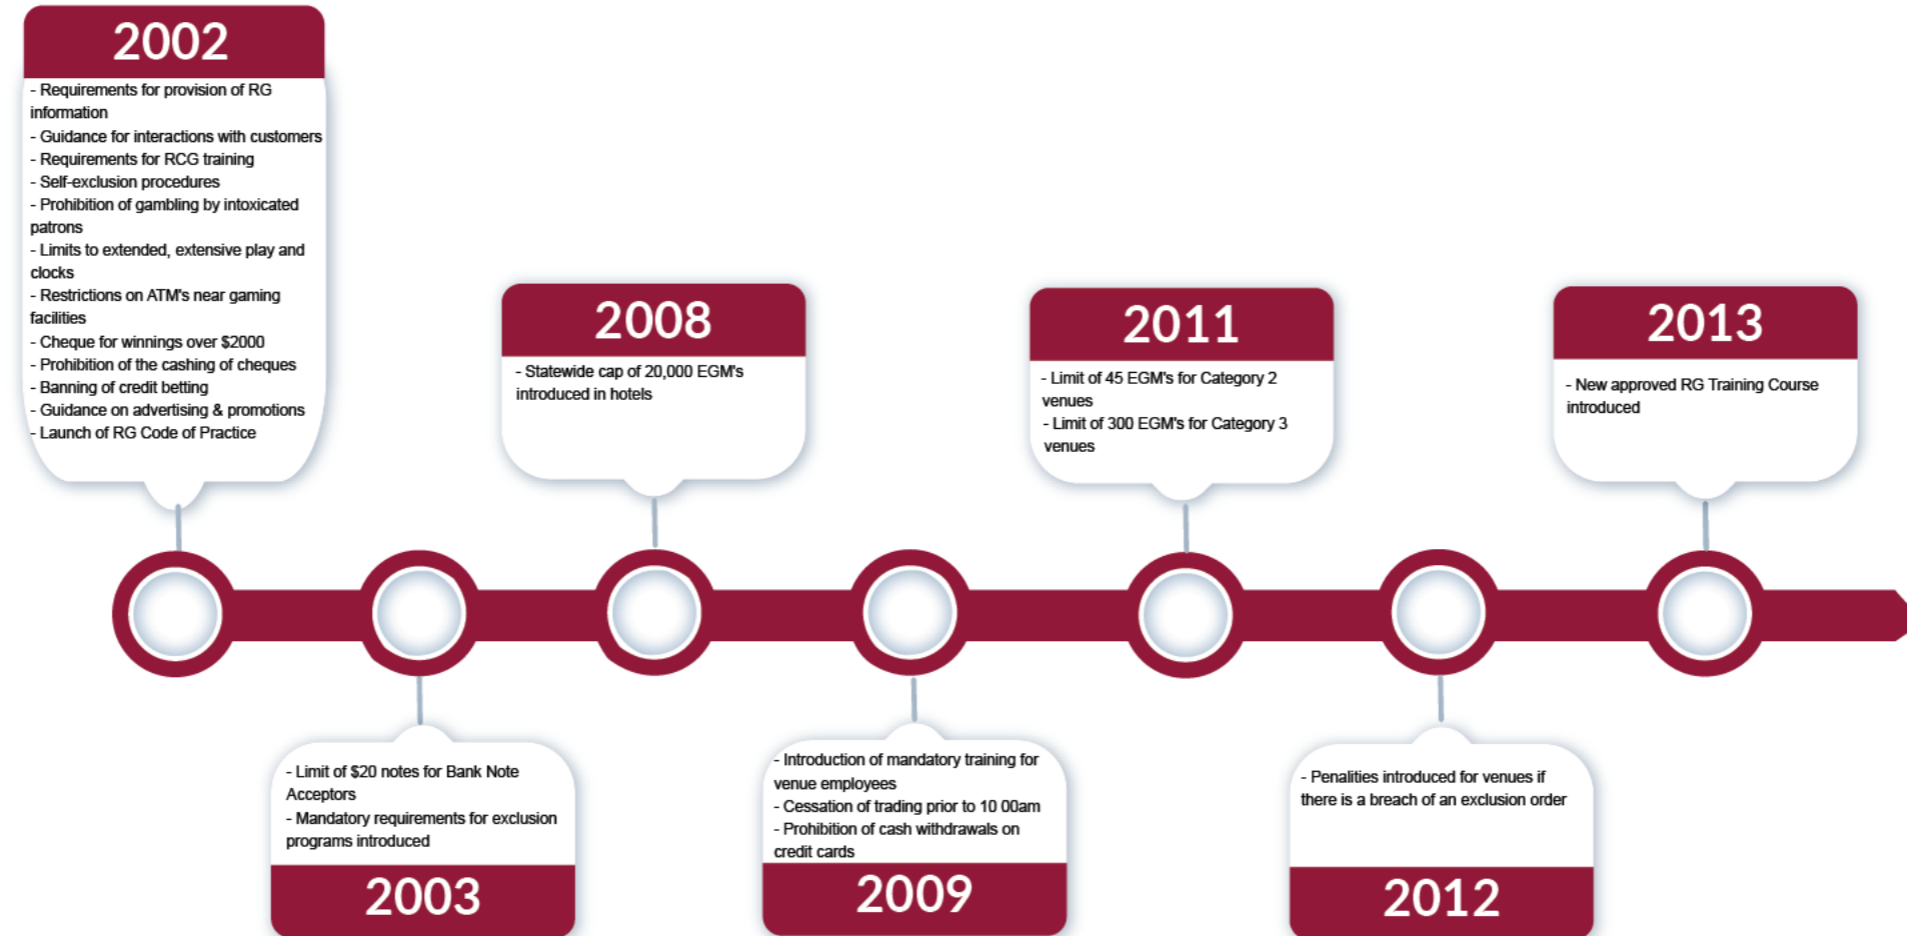 2002
- Requirements for provision of RG
information
- Guidance for interactions with customers
- Requirements for RCG training
- Self-exclusion procedures
- Prohibition of gambling by intoxicated
patrons
- Limits to extended, extensive play and
clocks
- Restrictions on ATM's near gaming
facilities
- Cheque for winnings over $2000
- Prohibition of the cashing of cheques
- Banning of credit betting
- Guidance on advertising & promotions
- Launch of RG Code of Practice
- Limit of $20 notes for Bank Note
Acceptors
- Mandatory requirements for exclusion
programs introduced
2003
2008
- Statewide cap of 20,000 EGM's
introduced in hotels
- Introduction of mandatory training for
venue employees
- Cessation of trading prior to 10 00am
- Prohibition of cash withdrawals on
credit cards
2009
2011
- Limit of 45 EGM's for Category 2
venues
- Limit of 300 EGM's for Category 3
venues
- Penalities introduced for venues if
there is a breach of an exclusion order
2012
2013
- New approved RG Training Course
introduced